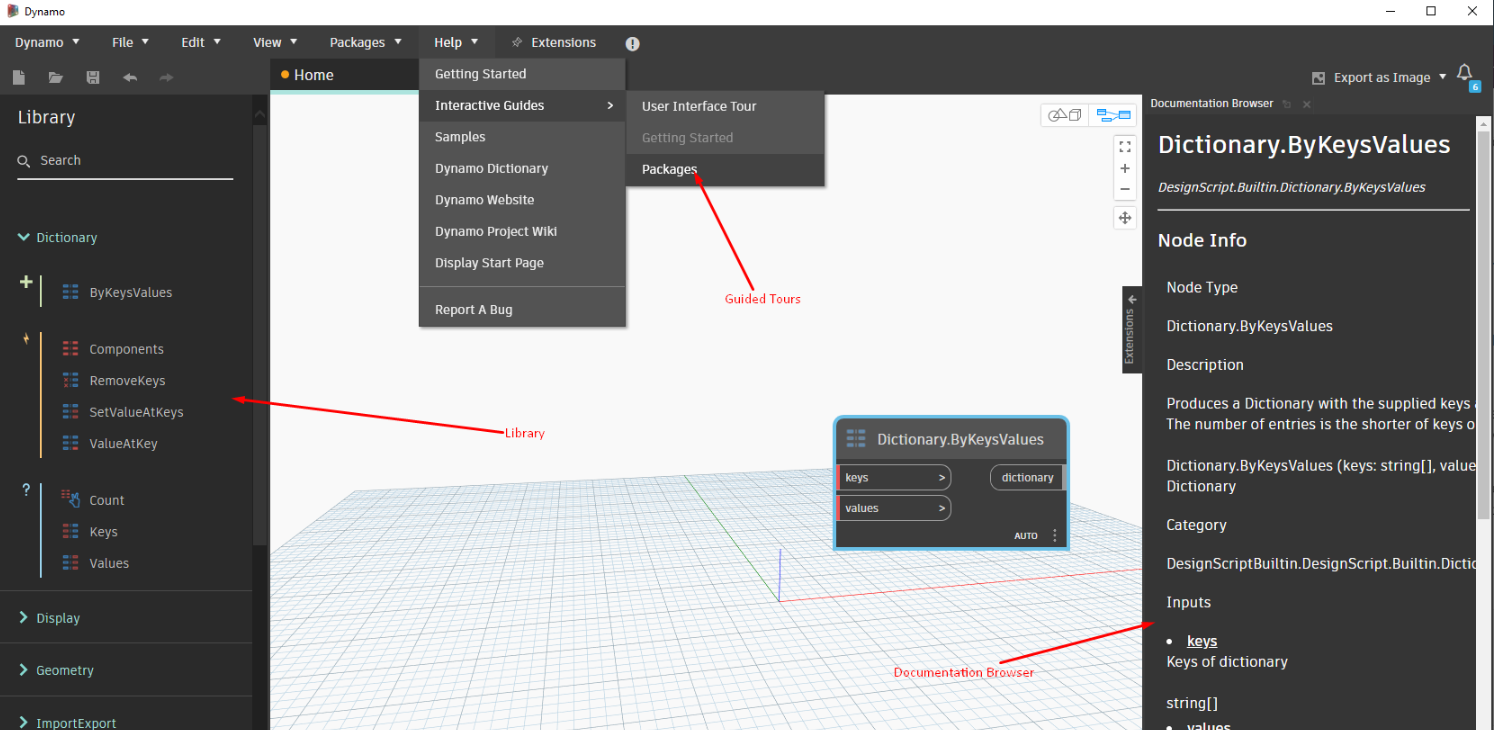 Dynamo
Dynamo File Edit View Packages Help Extensions
Export as Image
6
Home
Library
Search
Dictionary
ByKeysValues
Components
RemoveKeys
SetValueAtKeys
ValueAtKey
?
Count
Keys
Values
Display
Geometry
ImportExport
Getting Started
Interactive Guides >
Samples
Dynamo Dictionary
Dynamo Website
Dynamo Project Wiki
Display Start Page
Report A Bug
User Interface Tour
Getting Started
Packages
Guided Tours
Library
Documentation Browser
Extensions
Dictionary.ByKeysValues
keys >
dictionary
values >
AUTO
Documentation Browser
Dictionary.ByKeysValues
DesignScript.Builtin.Dictionary.ByKeysValues
Node Info
Node Type
Dictionary.ByKeysValues
Description
Produces a Dictionary with the supplied keys
The number of entries is the shorter of keys o
Dictionary.ByKeysValues (keys: string[], value
Dictionary
Category
DesignScriptBuiltin.DesignScript.Builtin.Dictio
Inputs
• keys
Keys of dictionary
string[]
• values